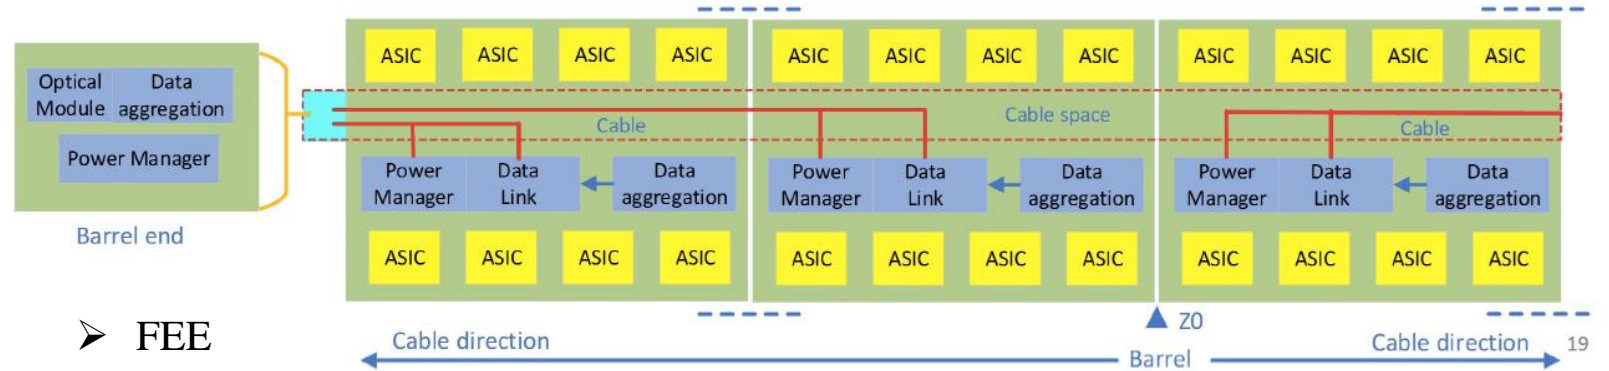 ASIC ASIC ASIC ASIC ASIC ASIC ASIC ASIC ASIC ASIC ASIC ASIC
Optical
Module
Data
aggregation
Power Manager
Barrel end
Cable
Cable space
Cable
Power
Manager
Data
Link
Data
aggregation
Power
Manager
Data
Link
Data
aggregation
Power
Manager
Data
Link
Data
aggregation
ASIC ASIC ASIC ASIC ASIC ASIC ASIC ASIC ASIC ASIC ASIC ASIC
➢ FEE
Z0
Cable direction
Barrel
Cable direction
19